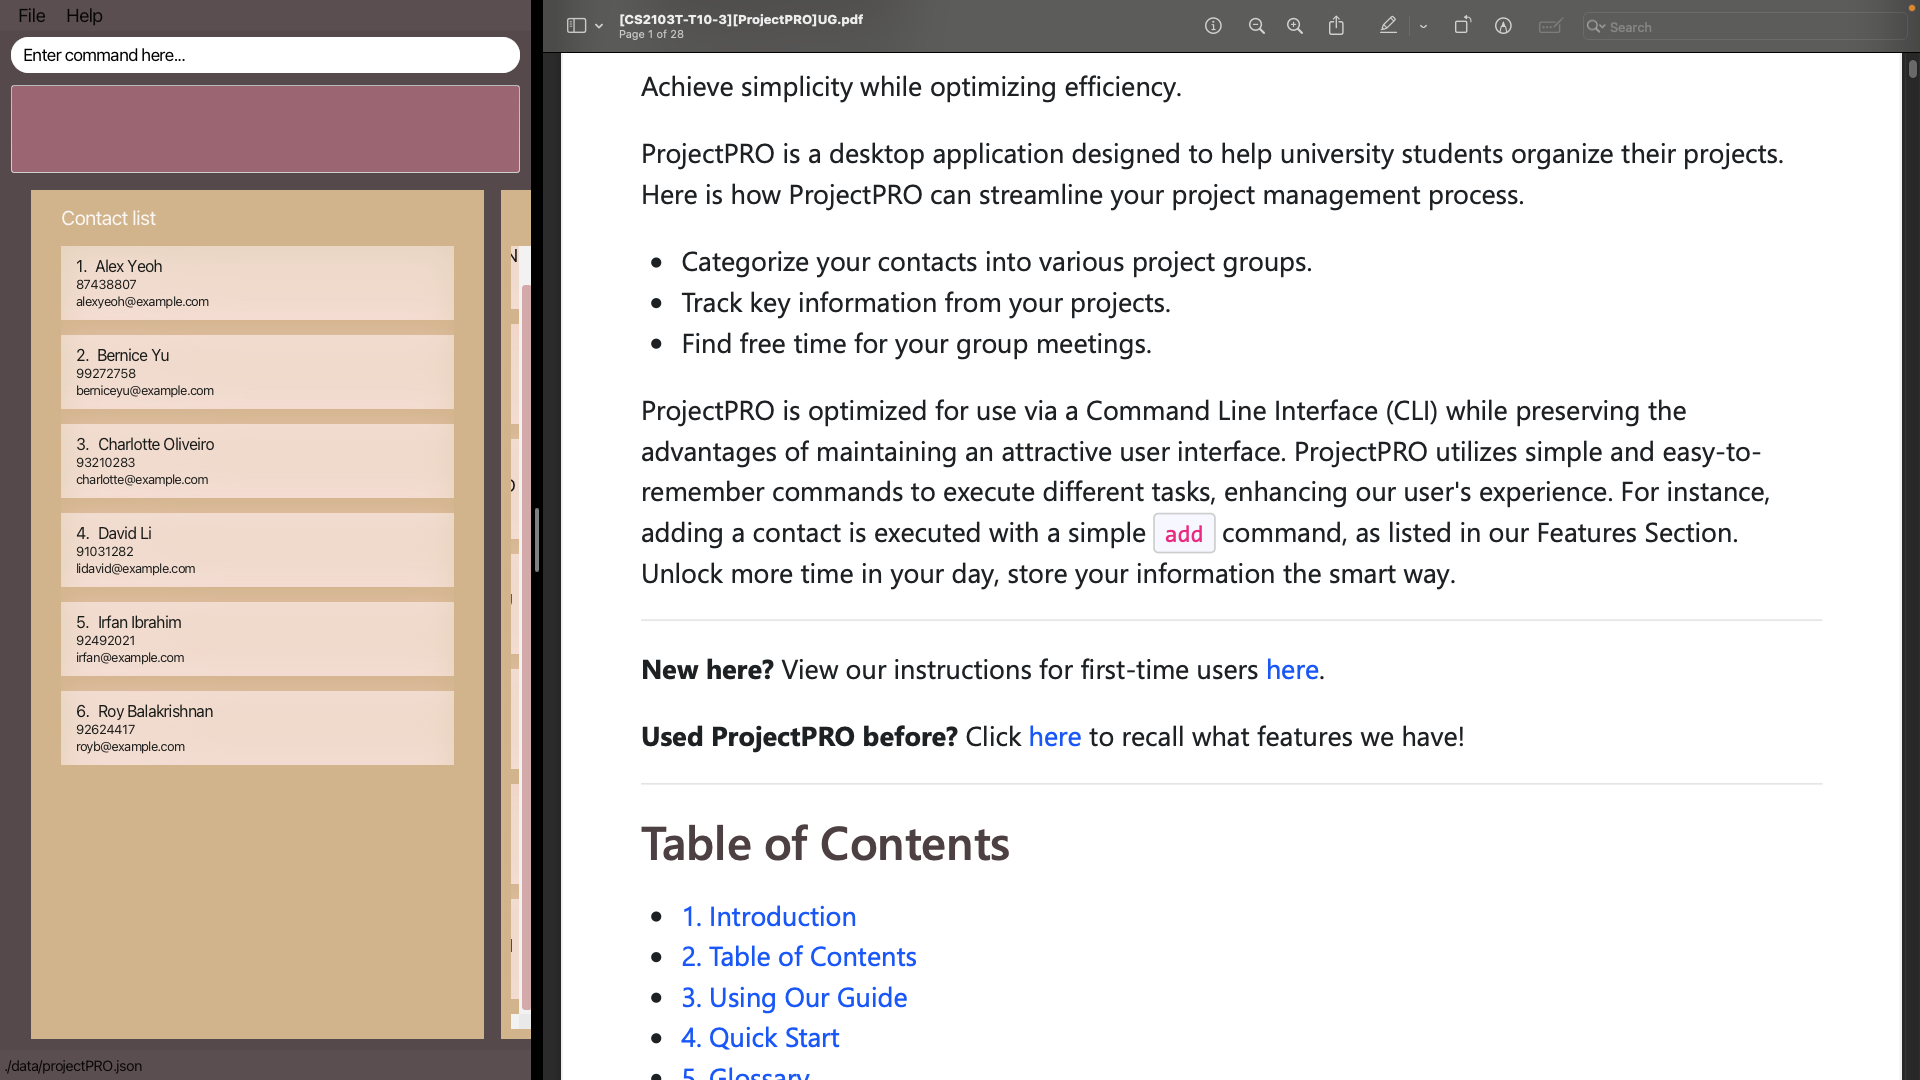 File Help
Enter command here...
Contact list
1. Alex Yeoh
87438807
alexyeoh@example.com
2. Bernice Yu
99272758
berniceyu@example.com
3. Charlotte Oliveiro
93210283
charlotte@example.com
4. David Li
91031282
lidavid@example.com
5. Irfan Ibrahim
92492021
irfan@example.com
6. Roy Balakrishnan
92624417
royb@example.com
./data/projectPRO.json
[CS2103T-T10-3][ProjectPRO]UG.pdf
Page 1 of 28
Search
Achieve simplicity while optimizing efficiency.
ProjectPRO is a desktop application designed to help university students organize their projects.
Here is how ProjectPRO can streamline your project management process.
• Categorize your contacts into various project groups.
• Track key information from your projects.
• Find free time for your group meetings.
ProjectPRO is optimized for use via a Command Line Interface (CLI) while preserving the
advantages of maintaining an attractive user interface. ProjectPRO utilizes simple and easy-to-
remember commands to execute different tasks, enhancing our user's experience. For instance,
adding a contact is executed with a simple add command, as listed in our Features Section.
Unlock more time in your day, store your information the smart way.
New here? View our instructions for first-time users here.
Used ProjectPRO before? Click here to recall what features we have!
Table of Contents
• 1. Introduction
• 2. Table of Contents
• 3. Using Our Guide
• 4. Quick Start
• 5. Glossary